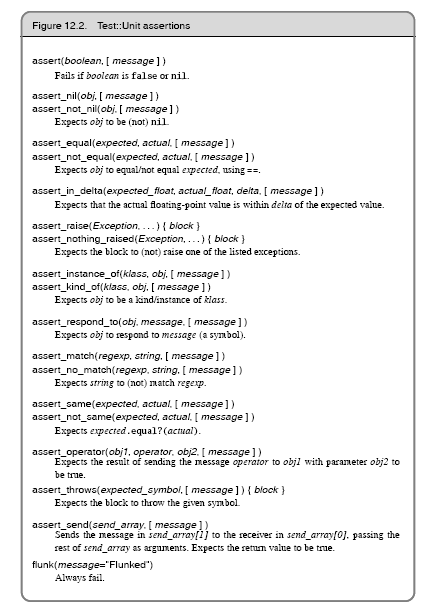 Figure 12.2. Test::Unit assertions
assert(boolean, [ message ] )
Fails if boolean is false or nil.
assert_nil(obj, [ message ] )
assert_not_nil(obj, [ message ] )
Expects obj to be (not) nil.
assert_equal(expected, actual, [ message ] )
assert_not_equal(expected, actual, [ message ] )
Expects obj to equal/not equal expected, using ==.
assert_in_delta(expected_float, actual_float, delta, [ message ] )
Expects that the actual floating-point value is within delta of the expected value.
assert_raise(Exception, . . . ) { block }
assert_nothing_raised(Exception, . . . ) { block }
Expects the block to (not) raise one of the listed exceptions.
assert_instance_of(klass, obj, [ message ] )
assert_kind_of(klass, obj, [ message ] )
Expects obj to be a kind/instance of klass.
assert_respond_to(obj, message, [ message ] )
Expects obj to respond to message (a symbol).
assert_match(regexp, string, [ message ] )
assert_no_match(regexp, string, [ message ] )
Expects string to (not) match regexp.
assert_same(expected, actual, [ message ] )
assert_not_same(expected, actual, [ message ] )
Expects expected.equal?(actual).
assert_operator(obj1, operator, obj2, [ message ] )
Expects the result of sending the message operator to obj1 with parameter obj2 to
be true.
assert_throws(expected_symbol, [ message ] ) { block }
Expects the block to throw the given symbol.
assert_send(send_array, [ message ] )
Sends the message in send_array[1] to the receiver in send_array[0], passing the
rest of send_array as arguments. Expects the return value to be true.
flunk(message="Flunked")
Always fail.